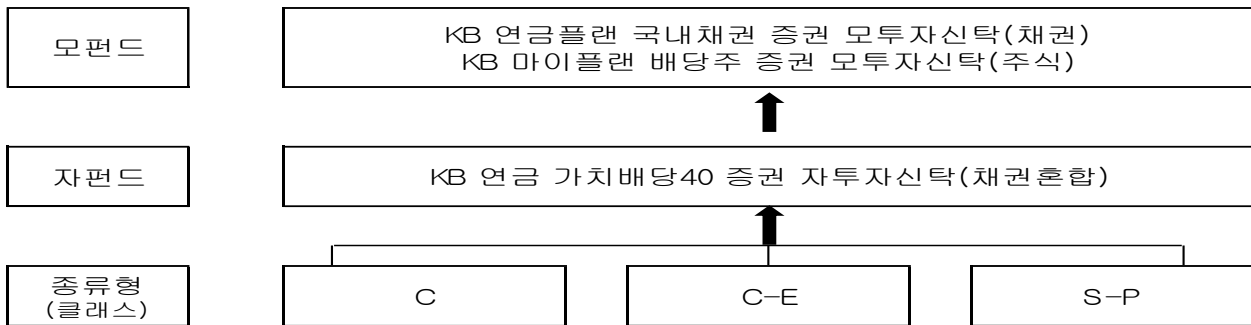 모펀드
KB 연금플랜 국내채권 증권 모투자신탁(채권)
KB 마이플랜 배당주 증권 모투자신탁(주식)
자펀드
KB 연금 가치배당40 증권 자투자신탁(채권혼합)
종류형
(클래스)
C
C-E
S-P